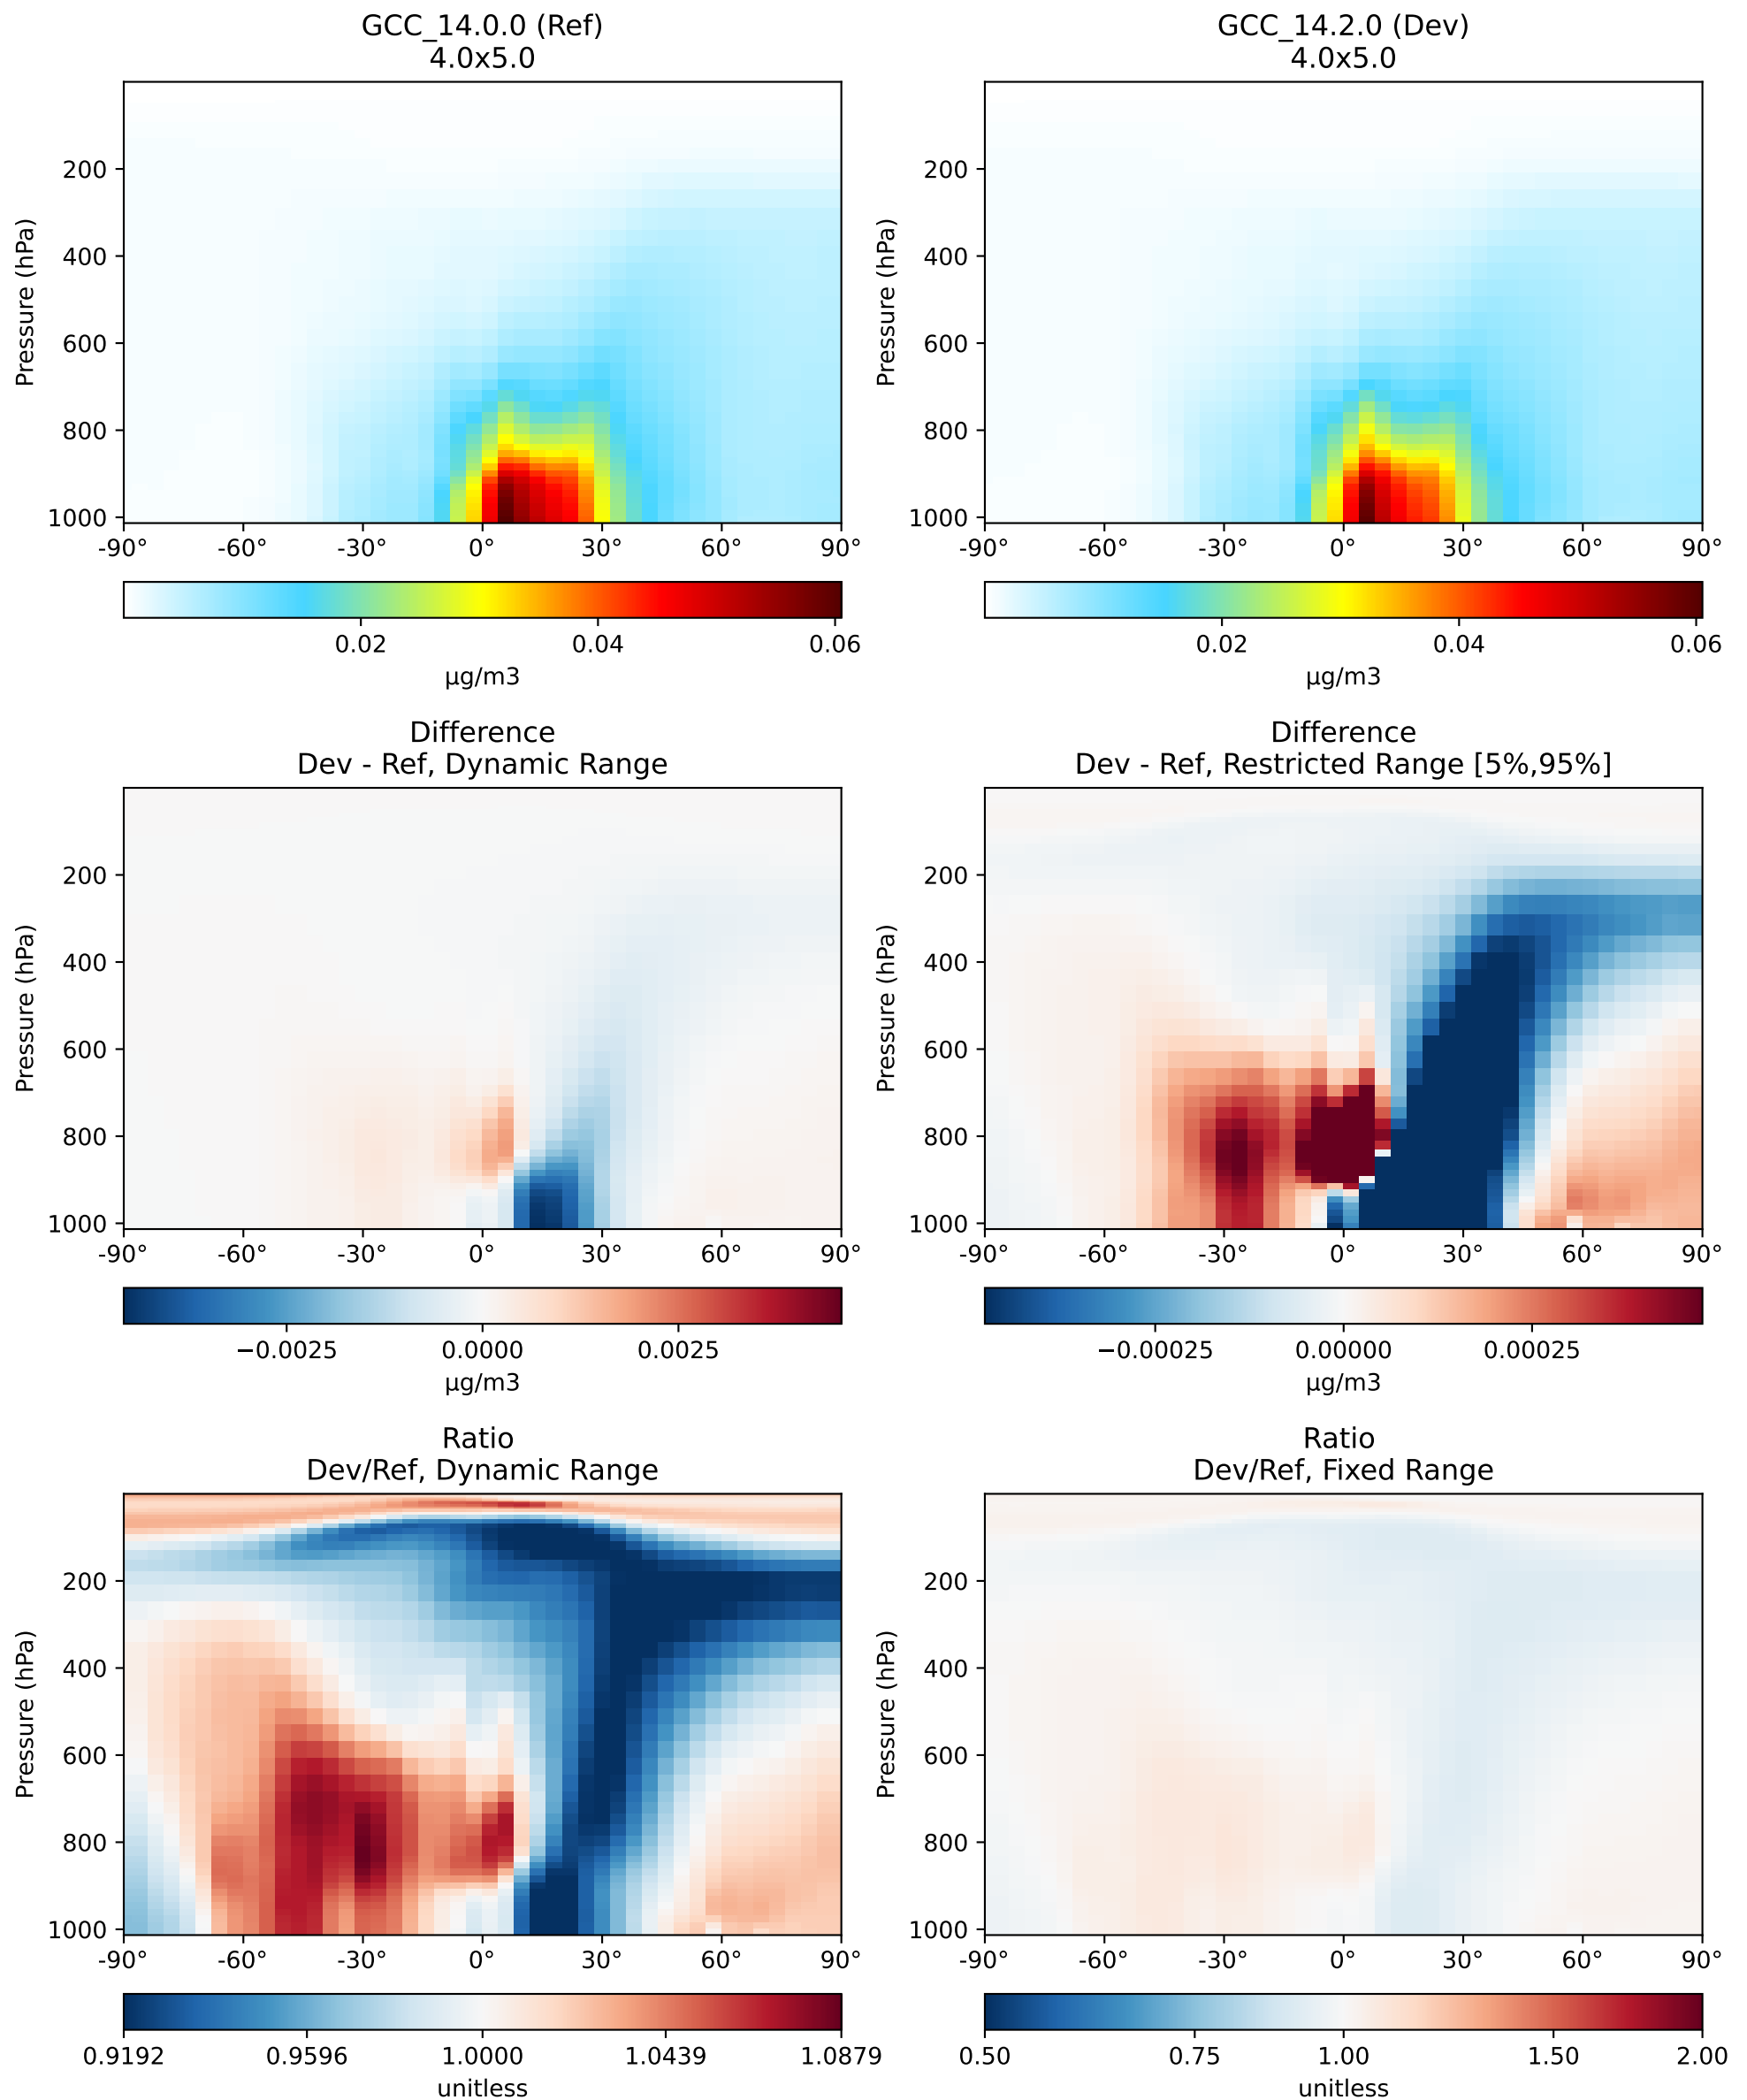 GCC_14.0.0 (Ref)
4.0x5.0
Pressure (hPa)
200
400
600
800
1000
-90° -60° -30° 0° 30° 60° 90°
0.02 0.04 0.06
µg/m3
GCC_14.2.0 (Dev)
4.0x5.0
Pressure (hPa)
200
400
600
800
1000
-90° -60° -30° 0° 30° 60° 90°
0.02 0.04 0.06
µg/m3
Difference
Dev - Ref, Dynamic Range
Pressure (hPa)
200
400
600
800
1000
-90° -60° -30° 0° 30° 60° 90°
−0.0025 0.0000 0.0025
µg/m3
Difference
Dev - Ref, Restricted Range [5%,95%]
Pressure (hPa)
200
400
600
800
1000
-90° -60° -30° 0° 30° 60° 90°
−0.00025 0.00000 0.00025
µg/m3
Ratio
Dev/Ref, Dynamic Range
Pressure (hPa)
200
400
600
800
1000
-90° -60° -30° 0° 30° 60° 90°
0.9192 0.9596 1.0000 1.0439 1.0879
unitless
Ratio
Dev/Ref, Fixed Range
Pressure (hPa)
200
400
600
800
1000
-90° -60° -30° 0° 30° 60° 90°
0.50 0.75 1.00 1.50 2.00
unitless